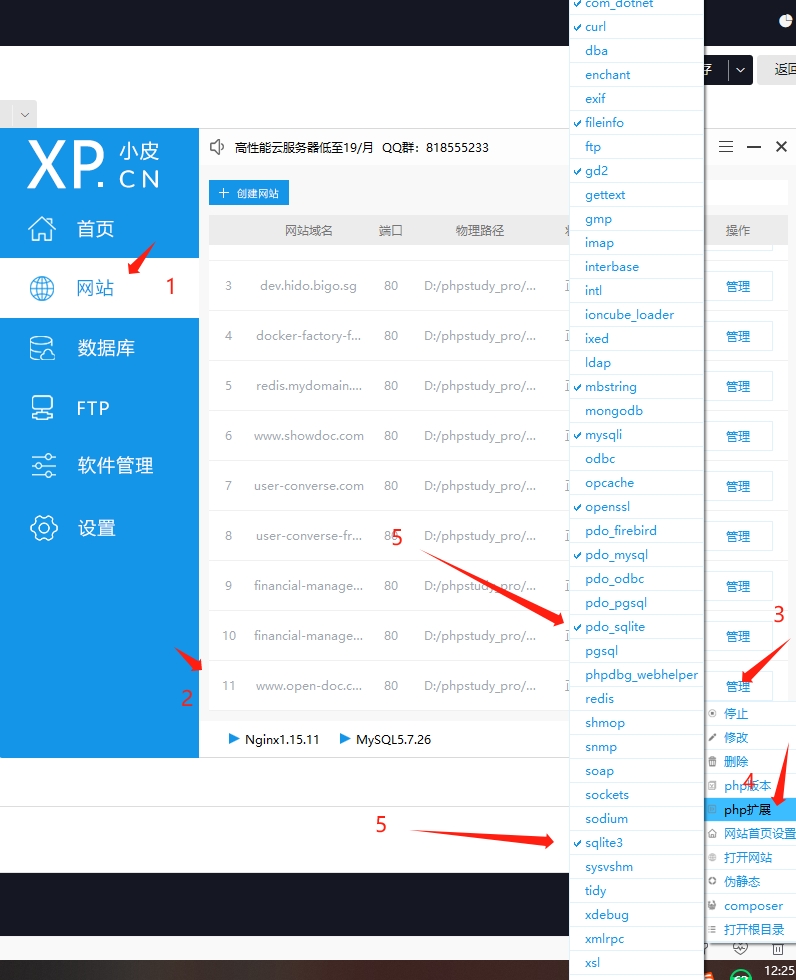 com_dotnet
curl
dba
enchant
exif
fileinfo
ftp
gd2
gettext
gmp
imap
interbase
intl
ioncube_loader
ixed
ldap
mbstring
mongodb
mysqli
odbc
opcache
openssl
pdo_firebird
pdo_mysql
pdo_odbc
pdo_pgsql
pdo_sqlite
pgsql
phpdbg_webhelper
redis
shmop
snmp
soap
sockets
sodium
sqlite3
sysvshm
tidy
xdebug
xmlrpc
xsl
返回
XP.小皮CN
高性能云服务器低至19/月 QQ群：818555233
+ 创建网站
首页
网站 1
数据库
FTP
软件管理
设置
网站域名 端口 物理路径 操作
3 dev.hido.bigo.sg 80 D:/phpstudy_pro/... 管理
4 docker-factory-f... 80 D:/phpstudy_pro/... 管理
5 redis.mydomain.... 80 D:/phpstudy_pro/... 管理
6 www.showdoc.com 80 D:/phpstudy_pro/... 管理
7 user-converse.com 80 D:/phpstudy_pro/... 管理
8 user-converse-fr... 80 D:/phpstudy_pro/... 管理
5
9 financial-manage... 80 D:/phpstudy_pro/... 管理
10 financial-manage... 80 D:/phpstudy_pro/... 管理
3
11 www.open-doc.c... 80 D:/phpstudy_pro/... 管理
2
Nginx1.15.11 MySQL5.7.26
停止
修改
删除
php版本
4
php扩展
网站首页设置
打开网站
伪静态
composer
打开根目录
5
12:25